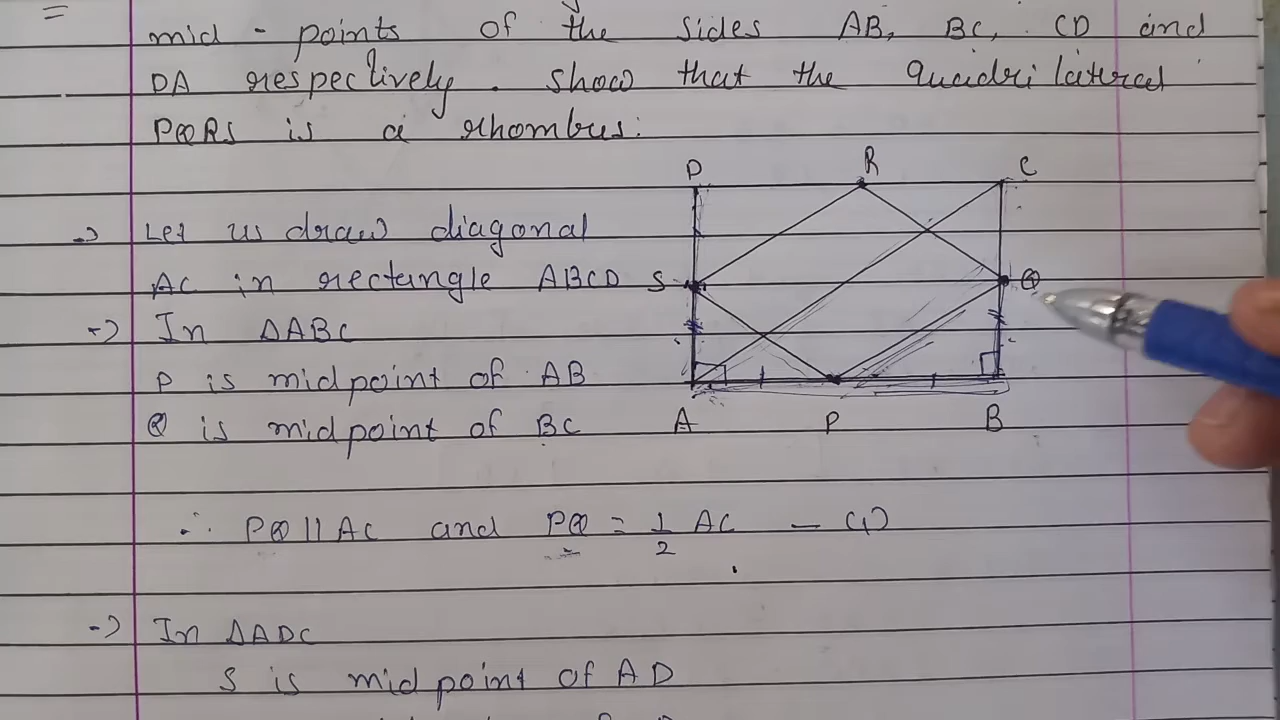 mid - points of the sides AB, BC, CD and
DA respectively. Show that the Quadrilateral
PQRS is a rhombus:
D R C
-> Let us draw diagonal
AC in rectangle ABCD
S Q
-> In ΔABC
P is midpoint of AB
Q is midpoint of BC
A P B
∴ PQ || AC and PQ = 1/2 AC - (1)
-> In ΔADC
S is midpoint of AD